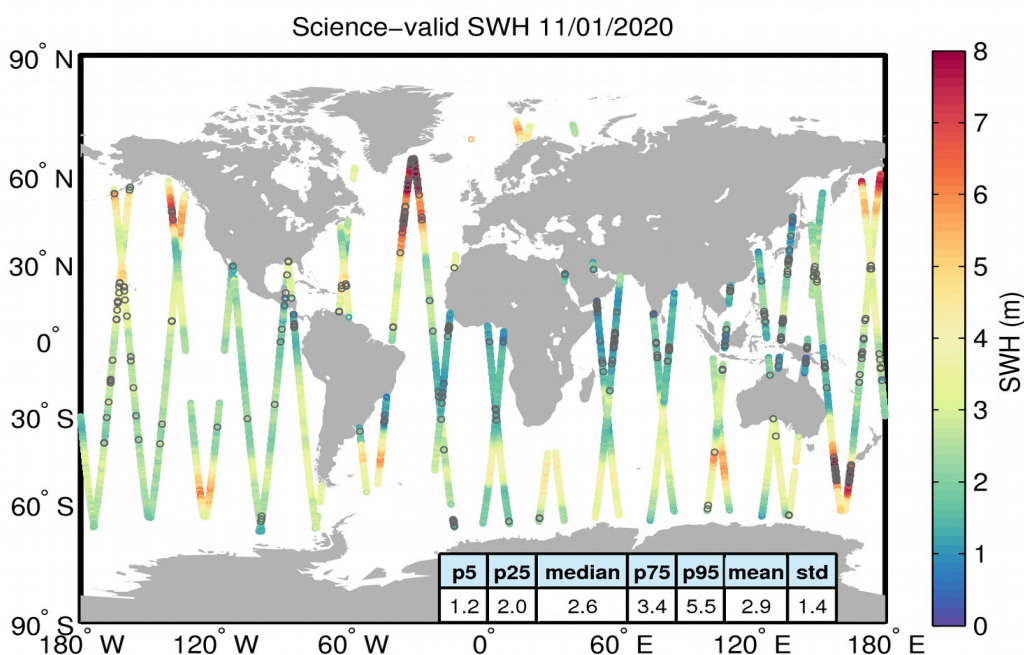 Science−valid SWH 11/01/2020
90° N
60° N
30° N
0°
30° S
60° S
90° S
180° W
120° W
60° W
0°
60° E
120° E
180° E
p5 p25 median p75 p95 mean std
1.2 2.0 2.6 3.4 5.5 2.9 1.4
8
7
6
5
4
3
2
1
0
SWH (m)